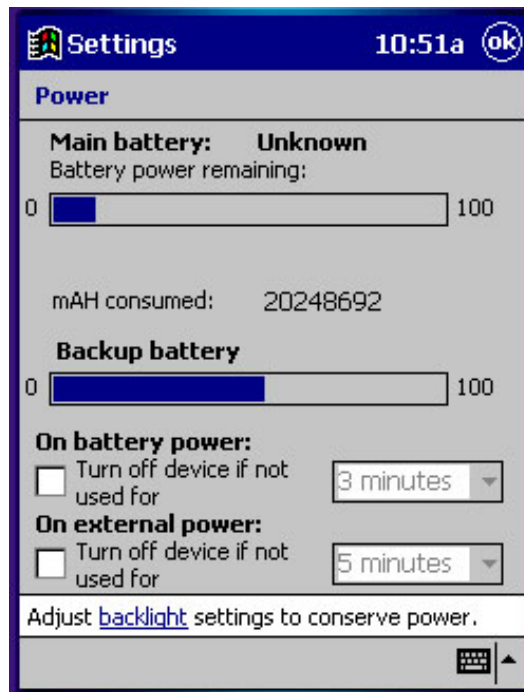 Settings 10:51a ok
Power
Main battery: Unknown
Battery power remaining:
0 100
mAH consumed: 20248692
Backup battery
0 100
On battery power:
Turn off device if not
used for
3 minutes
On external power:
Turn off device if not
used for
5 minutes
Adjust backlight settings to conserve power.